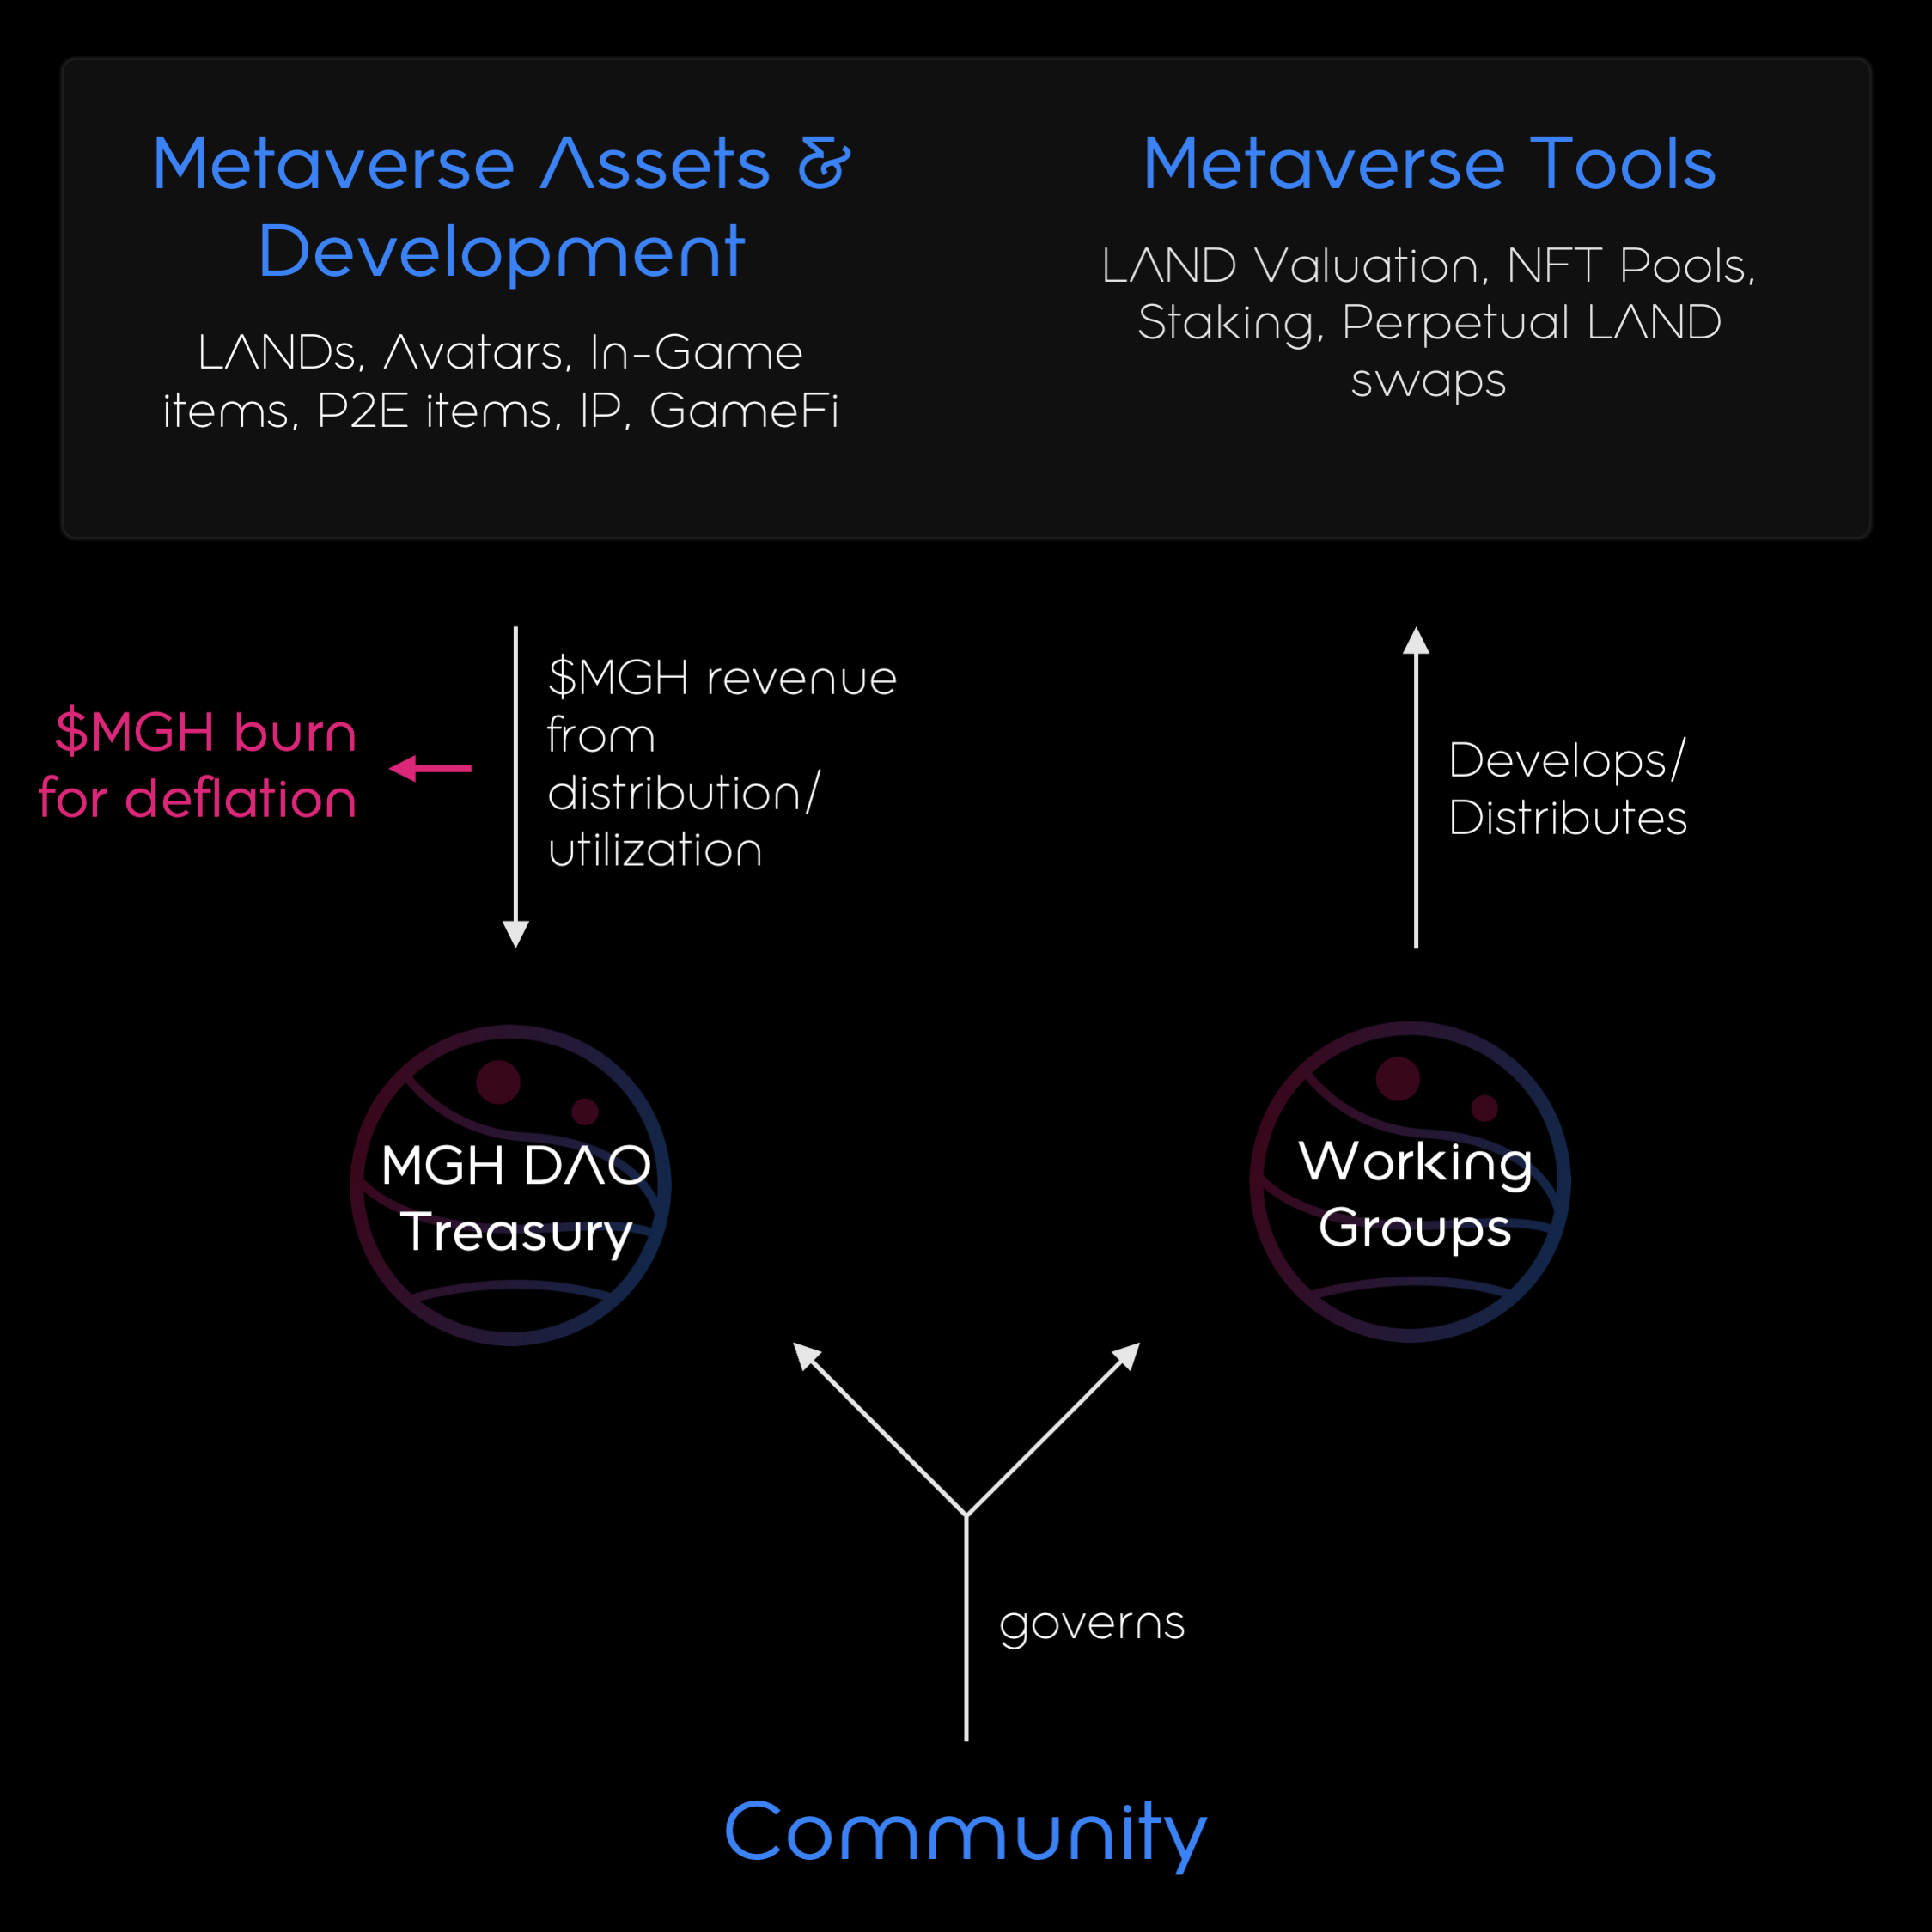 Metaverse Assets &
Development
LANDs, Avatars, In-Game
items, P2E items, IP, GameFi
Metaverse Tools
LAND Valuation, NFT Pools,
Staking, Perpetual LAND
swaps
$MGH burn
for deflation
$MGH revenue
from
distribution/
utilization
Develops/
Distributes
MGH DAO
Treasury
Working
Groups
governs
Community